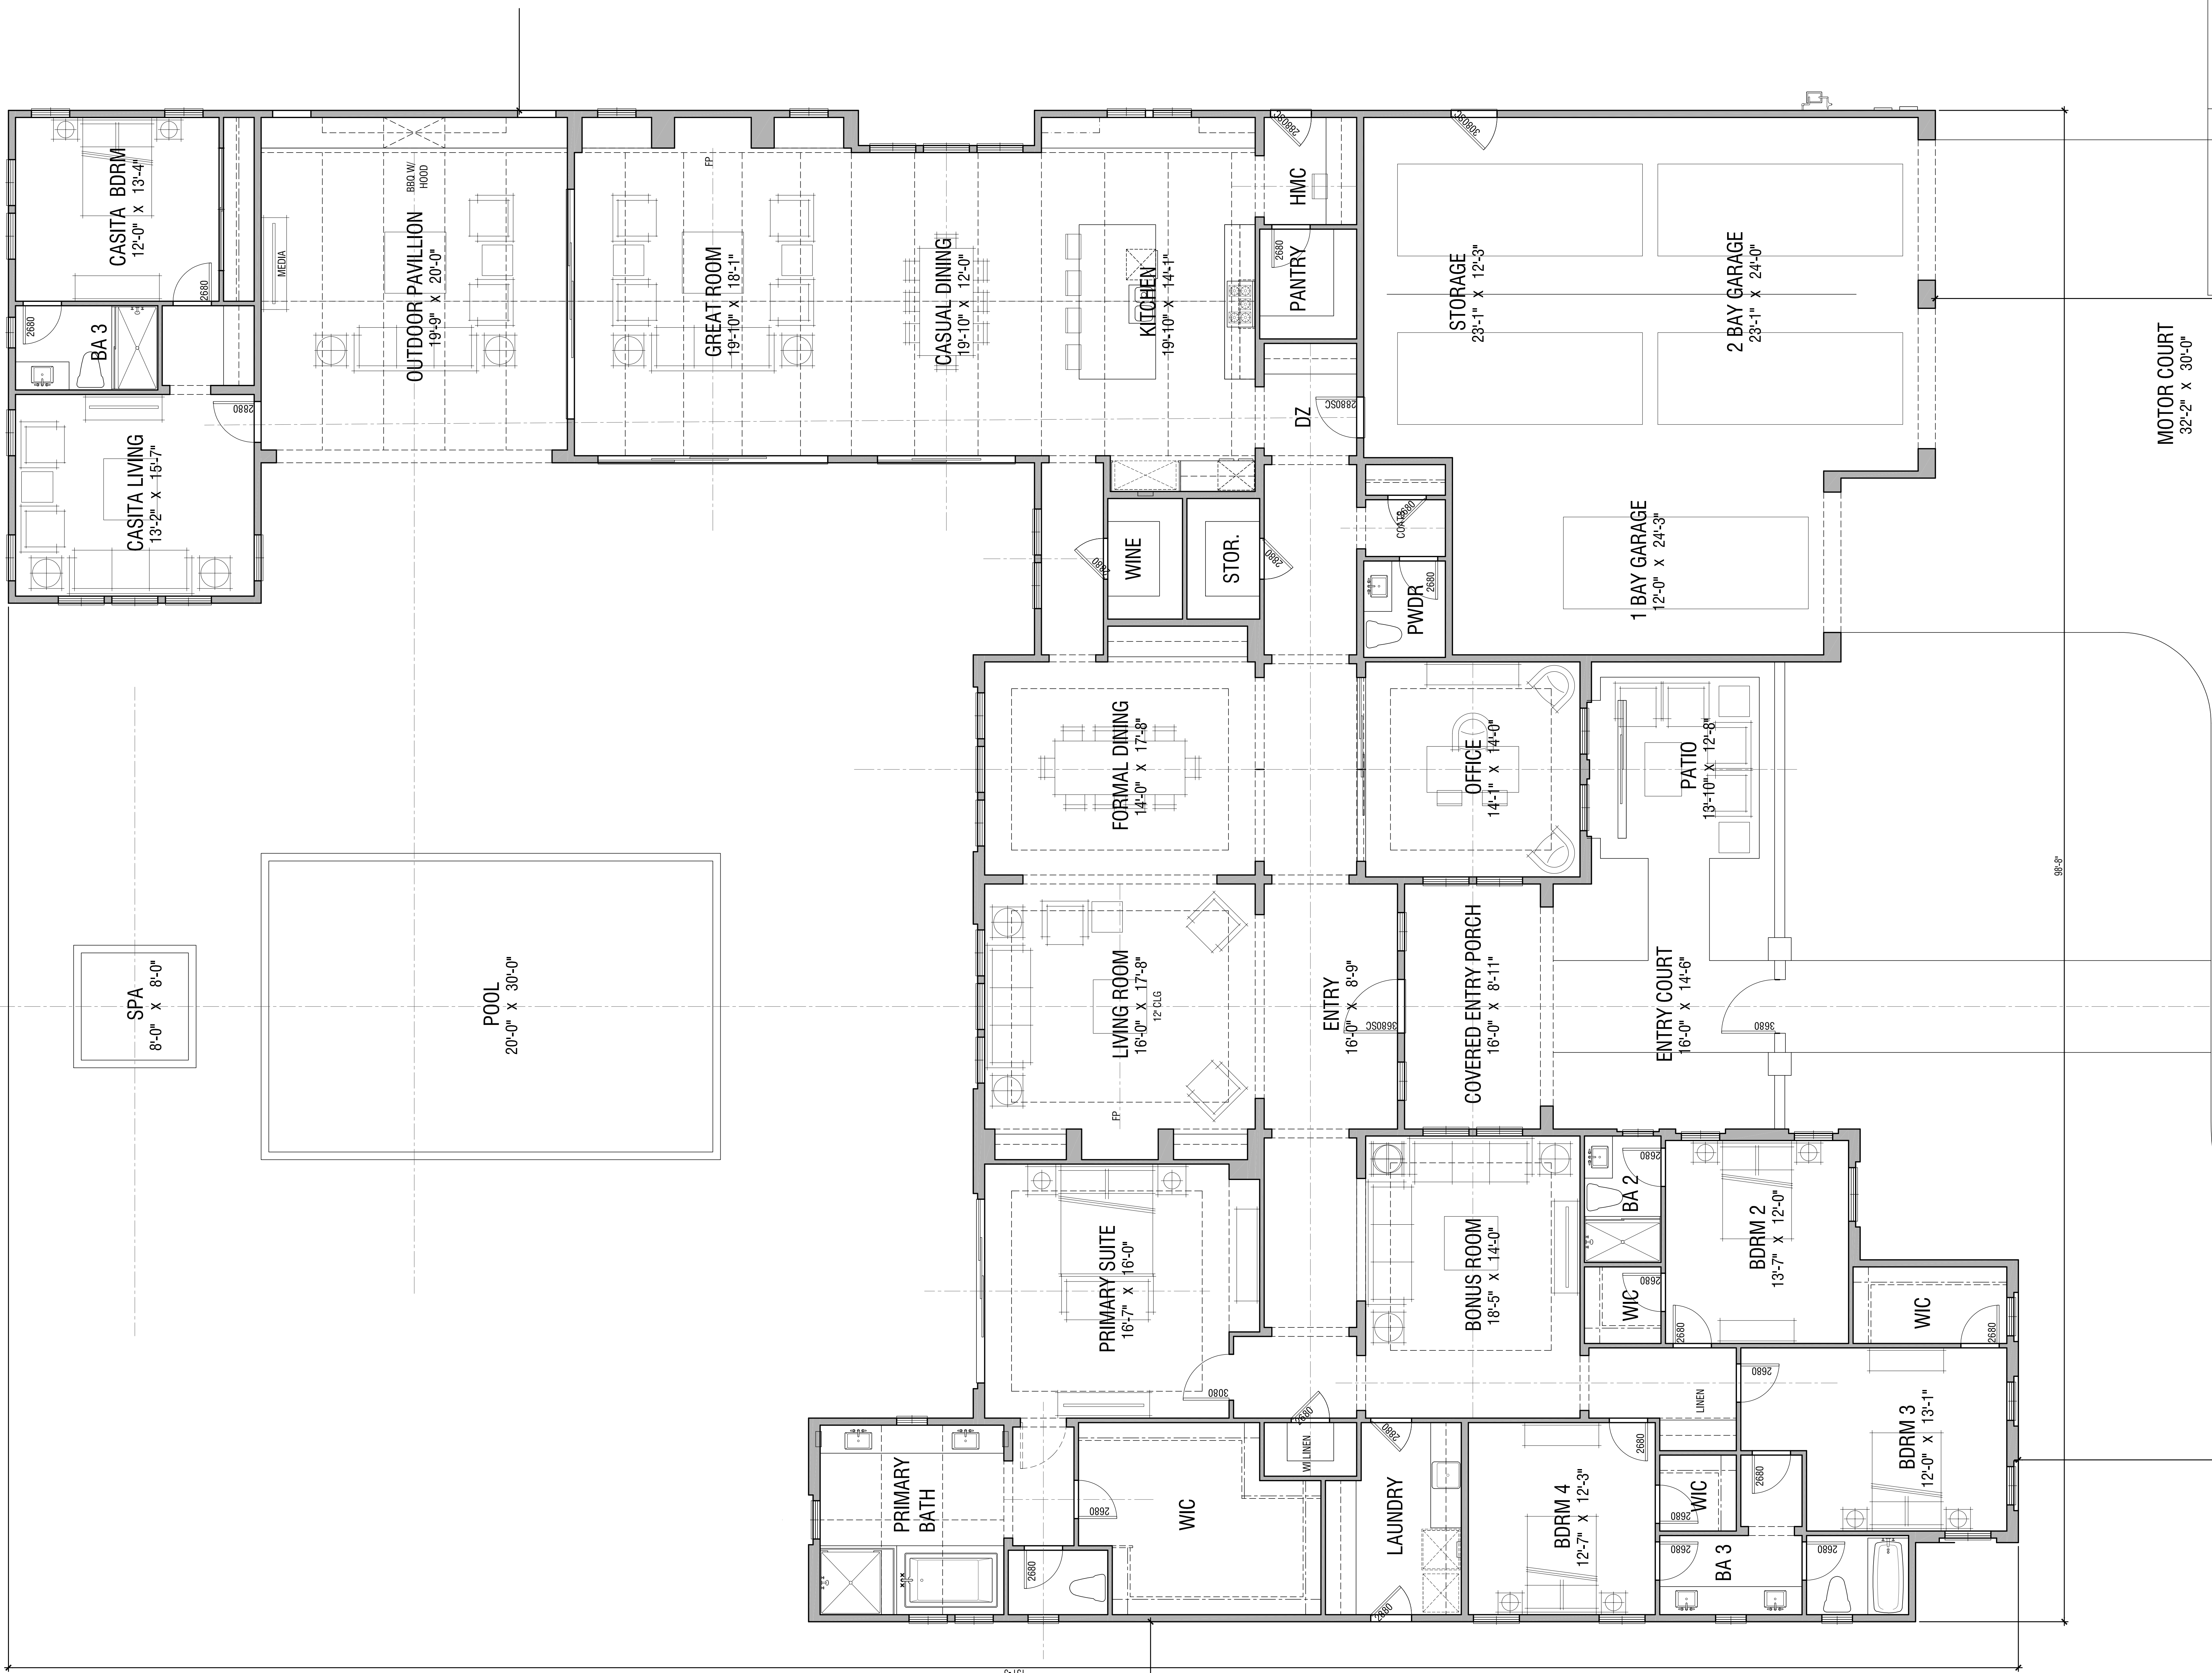 CASITA BDRM
12'-0" x 13'-4"
2680
2680
BA 3
2880
CASITA LIVING
13'-2" x 15'-7"
MEDIA
BBQ W/
HOOD
OUTDOOR PAVILLION
19'-9" x 20'-0"
FP
GREAT ROOM
19'-10" x 18'-1"
CASUAL DINING
19'-10" x 12'-0"
KITCHEN
19'-10" x 14'-1"
2880SC
HMC
2680
PANTRY
DZ
2880SC
3080SC
STORAGE
23'-1" x 12'-3"
2 BAY GARAGE
23'-1" x 24'-0"
MOTOR COURT
32'-2" x 30'-0"
1 BAY GARAGE
12'-0" x 24'-3"
2880
WINE
STOR.
2880
COATS
2680
2680
PWDR
FORMAL DINING
14'-0" x 17'-8"
OFFICE
14'-1" x 14'-0"
PATIO
13'-10" x 12'-8"
98'-8"
SPA
8'-0" x 8'-0"
POOL
20'-0" x 30'-0"
LIVING ROOM
16'-0" x 17'-8"
12' CLG
FP
ENTRY
16'-0" x 8'-9"
3680SC
COVERED ENTRY PORCH
16'-0" x 8'-11"
ENTRY COURT
16'-0" x 14'-6"
3680
PRIMARY SUITE
16'-7" x 16'-0"
3080
BONUS ROOM
18'-5" x 14'-0"
BA 2
2680
2680
WIC
BDRM 2
13'-7" x 12'-0"
2680
WIC
2680
2680
LINEN
BDRM 3
12'-0" x 13'-1"
2680
PRIMARY
BATH
2680
2680
WIC
2680
WI LINEN
2680
LAUNDRY
2880
2680
BDRM 4
12'-7" x 12'-3"
WIC
2680
2680
BA 3
2680